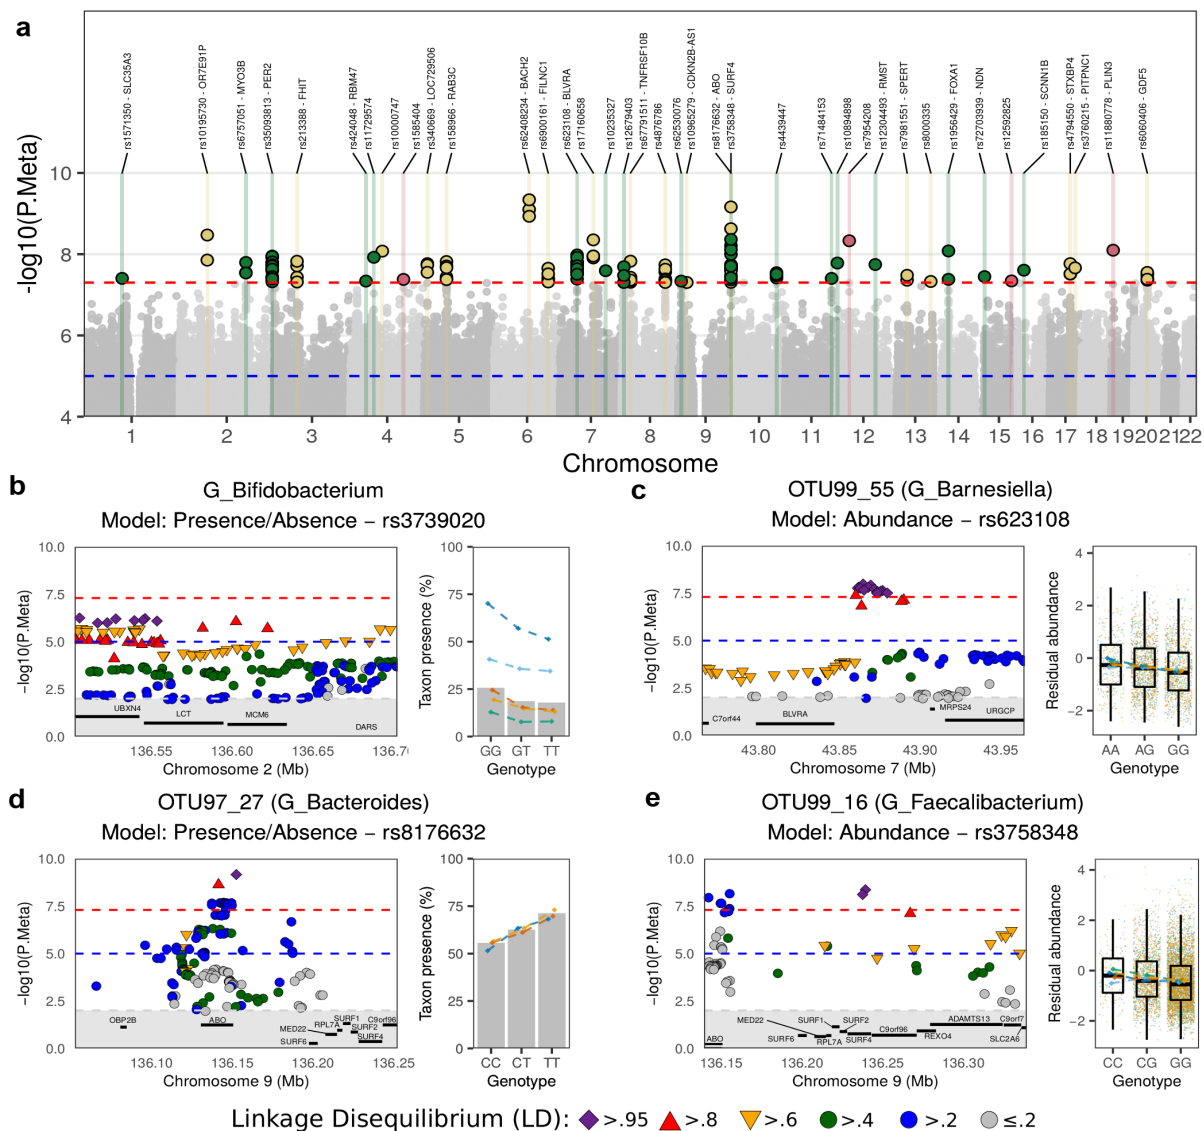 a
rs1571350 - SLC35A3
rs10195730 - OR7E91P
rs6757051 - MYO3B
rs35093813 - PER2
rs213388 - FHIT
rs424048 - RBM47
rs11729574
rs10000747
rs1585404
rs340669 - LOC729506
rs158966 - RAB3C
rs62408234 - BACH2
rs6900161 - FILNC1
rs623108 - BLVRA
rs17160658
rs10235327
rs12679403
rs6791511 - TNFRSF10B
rs4876786
rs62530076
rs10965279 - CDKN2B-AS1
rs8176632 - ABO
rs3758348 - SURF4
rs4439447
rs71484153
rs10894898
rs7954208
rs12304493 - RMST
rs7981551 - SPERT
rs8000335
rs1956429 - FOXA1
rs72703939 - NDN
rs12592825
rs185150 - SCNN1B
rs4794550 - STXBP4
rs3760215 - PITPNC1
rs11880778 - PLIN3
rs6060406 - GDF5
-log10(P.Meta)
10
8
6
4
1 2 3 4 5 6 7 8 9 10 11 12 13 14 15 16 17 18 19 20 21 22
Chromosome
b
G_Bifidobacterium
Model: Presence/Absence – rs3739020
−log10(P.Meta)
10.0
7.5
5.0
2.5
0.0
UBXN4
LCT
MCM6
DARS
136.55 136.60 136.65 136.70
Chromosome 2 (Mb)
Taxon presence (%)
100
75
50
25
0
GG GT TT
Genotype
c
OTU99_55 (G_Barnesiella)
Model: Abundance – rs623108
−log10(P.Meta)
10.0
7.5
5.0
2.5
0.0
C7orf44
BLVRA
MRPS24
URGCP
43.80 43.85 43.90 43.95
Chromosome 7 (Mb)
Residual abundance
4
2
0
−2
AA AG GG
Genotype
d
OTU97_27 (G_Bacteroides)
Model: Presence/Absence – rs8176632
−log10(P.Meta)
10.0
7.5
5.0
2.5
0.0
OBP2B
ABO
MED22
RPL7A
SURF1
SURF6
SURF2
SURF4
C9orf96
136.10 136.15 136.20 136.25
Chromosome 9 (Mb)
Taxon presence (%)
100
75
50
25
0
CC CT TT
Genotype
e
OTU99_16 (G_Faecalibacterium)
Model: Abundance – rs3758348
−log10(P.Meta)
10.0
7.5
5.0
2.5
0.0
ABO
MED22
SURF6
SURF1
RPL7A
SURF2
SURF4
C9orf96
REXO4
ADAMTS13
C9orf7
SLC2A6
136.15 136.20 136.25 136.30
Chromosome 9 (Mb)
Residual abundance
4
2
0
−2
CC CG GG
Genotype
Linkage Disequilibrium (LD): >.95 >.8 >.6 >.4 >.2 ≤.2